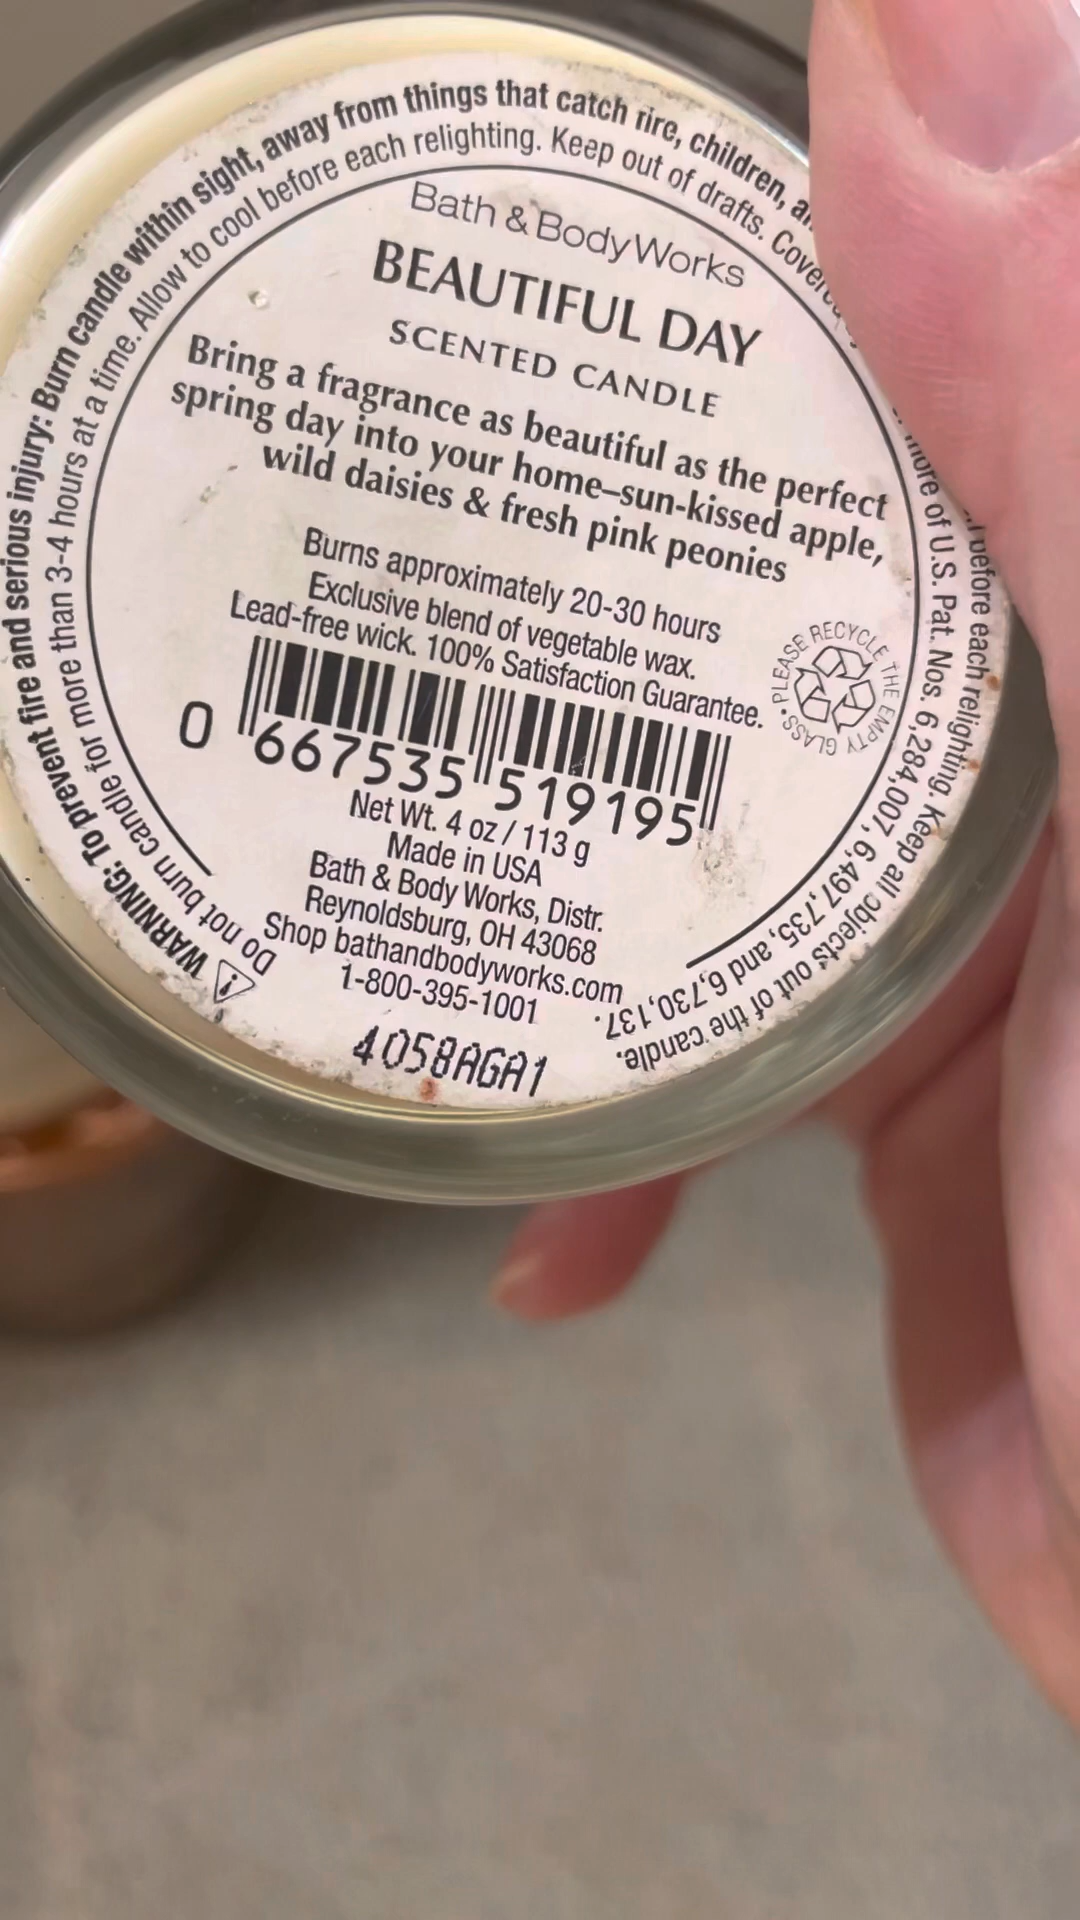 WARNING: To prevent fire and serious injury: Burn candle within sight, away from things that catch fire, children,
before each relighting. Keep all objects out of the candle.
Do not burn candle for more than 3-4 hours at a time. Allow to cool before each relighting. Keep out of drafts.
more of U.S. Pat. Nos. 6,284,007, 6,497,735, and 6,730,137.
Bath & Body Works
BEAUTIFUL DAY
SCENTED CANDLE
Bring a fragrance as beautiful as the perfect
spring day into your home–sun-kissed apple,
wild daisies & fresh pink peonies
Burns approximately 20-30 hours
Exclusive blend of vegetable wax.
Lead-free wick. 100% Satisfaction Guarantee.
PLEASE RECYCLE THE EMPTY GLASS •
0 667535 519195
Net Wt. 4 oz / 113 g
Made in USA
Bath & Body Works, Distr.
Reynoldsburg, OH 43068
Shop bathandbodyworks.com
1-800-395-1001
4058AGA1